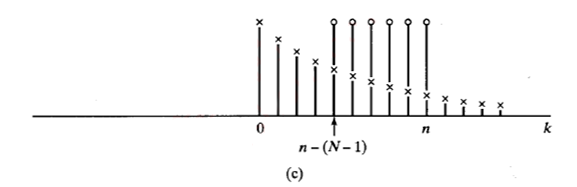 0 n k
n – (N – 1)
(c)